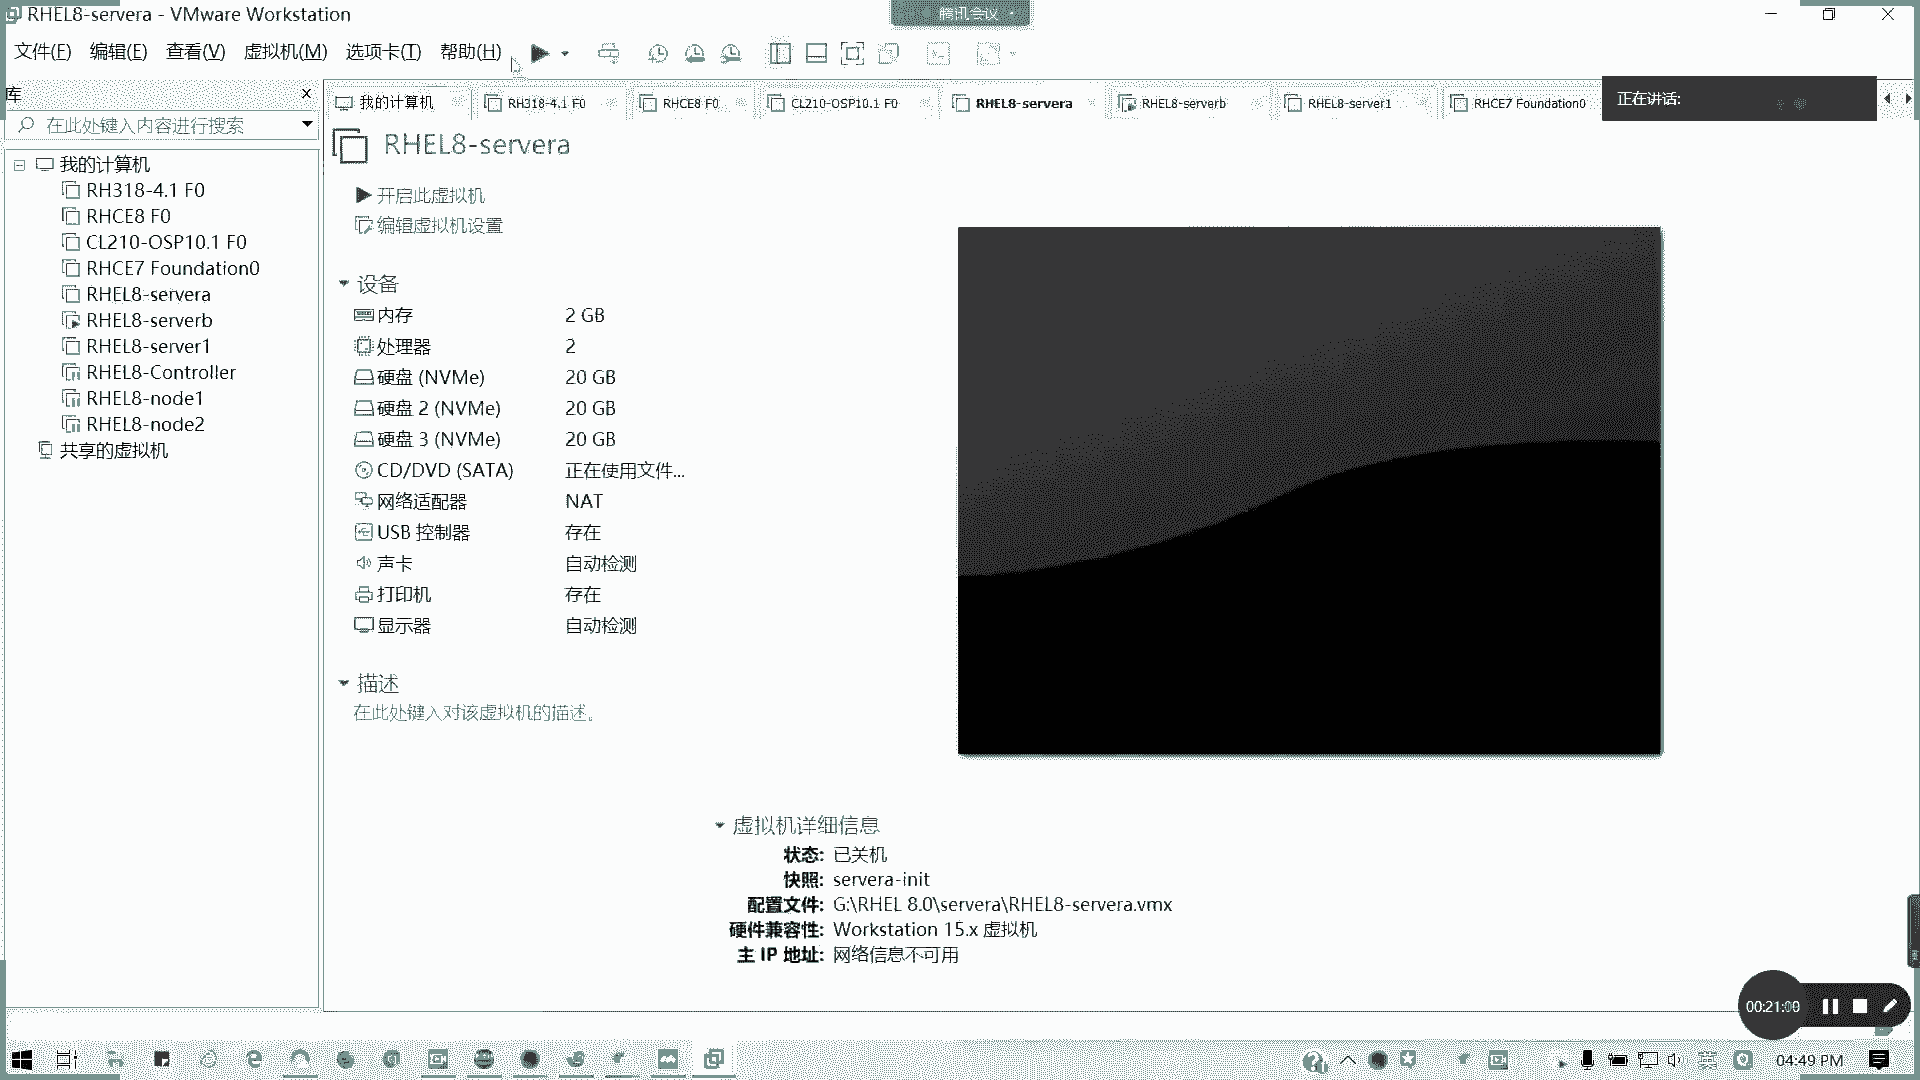 RHEL8-servera - VMware Workstation
腾讯会议
文件(F) 编辑(E) 查看(V) 虚拟机(M) 选项卡(T) 帮助(H)
库
在此处键入内容进行搜索
我的计算机
RH318-4.1 F0
RHCE8 F0
CL210-OSP10.1 F0
RHCE7 Foundation0
RHEL8-servera
RHEL8-serverb
RHEL8-server1
RHEL8-Controller
RHEL8-node1
RHEL8-node2
共享的虚拟机
我的计算机 RH318-4.1 F0 RHCE8 F0 CL210-OSP10.1 F0 RHEL8-servera RHEL8-serverb RHEL8-server1 RHCE7 Foundation0
正在讲话:
RHEL8-servera
开启此虚拟机
编辑虚拟机设置
设备
内存 2 GB
处理器 2
硬盘 (NVMe) 20 GB
硬盘 2 (NVMe) 20 GB
硬盘 3 (NVMe) 20 GB
CD/DVD (SATA) 正在使用文件...
网络适配器 NAT
USB 控制器 存在
声卡 自动检测
打印机 存在
显示器 自动检测
描述
在此处键入对该虚拟机的描述。
虚拟机详细信息
状态: 已关机
快照: servera-init
配置文件: G:\RHEL 8.0\servera\RHEL8-servera.vmx
硬件兼容性: Workstation 15.x 虚拟机
主 IP 地址: 网络信息不可用
00:21:00
英
04:49 PM